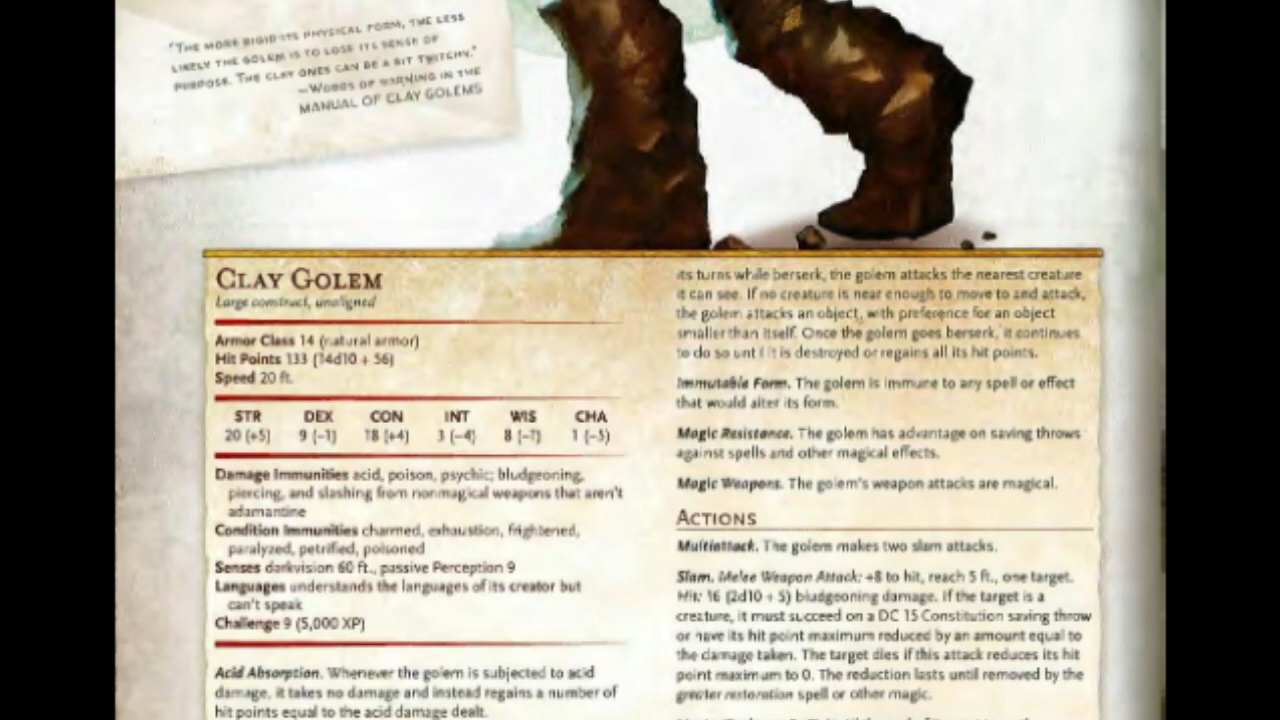 "The more rigid its physical form, the less
likely the golem is to lose its sense of
purpose. The clay ones can be a bit twitchy."
—Words of warning in the
Manual of Clay Golems
Clay Golem
Large construct, unaligned
Armor Class 14 (natural armor)
Hit Points 133 (14d10 + 56)
Speed 20 ft.
STR DEX CON INT WIS CHA
20 (+5) 9 (−1) 18 (+4) 3 (−4) 8 (−1) 1 (−5)
Damage Immunities acid, poison, psychic; bludgeoning,
piercing, and slashing from nonmagical weapons that aren't
adamantine
Condition Immunities charmed, exhaustion, frightened,
paralyzed, petrified, poisoned
Senses darkvision 60 ft., passive Perception 9
Languages understands the languages of its creator but
can't speak
Challenge 9 (5,000 XP)
Acid Absorption. Whenever the golem is subjected to acid
damage, it takes no damage and instead regains a number of
hit points equal to the acid damage dealt.
its turns while berserk, the golem attacks the nearest creature
it can see. If no creature is near enough to move to and attack,
the golem attacks an object, with preference for an object
smaller than itself. Once the golem goes berserk, it continues
to do so until it is destroyed or regains all its hit points.
Immutable Form. The golem is immune to any spell or effect
that would alter its form.
Magic Resistance. The golem has advantage on saving throws
against spells and other magical effects.
Magic Weapons. The golem's weapon attacks are magical.
Actions
Multiattack. The golem makes two slam attacks.
Slam. Melee Weapon Attack: +8 to hit, reach 5 ft., one target.
Hit: 16 (2d10 + 5) bludgeoning damage. If the target is a
creature, it must succeed on a DC 15 Constitution saving throw
or have its hit point maximum reduced by an amount equal to
the damage taken. The target dies if this attack reduces its hit
point maximum to 0. The reduction lasts until removed by the
greater restoration spell or other magic.